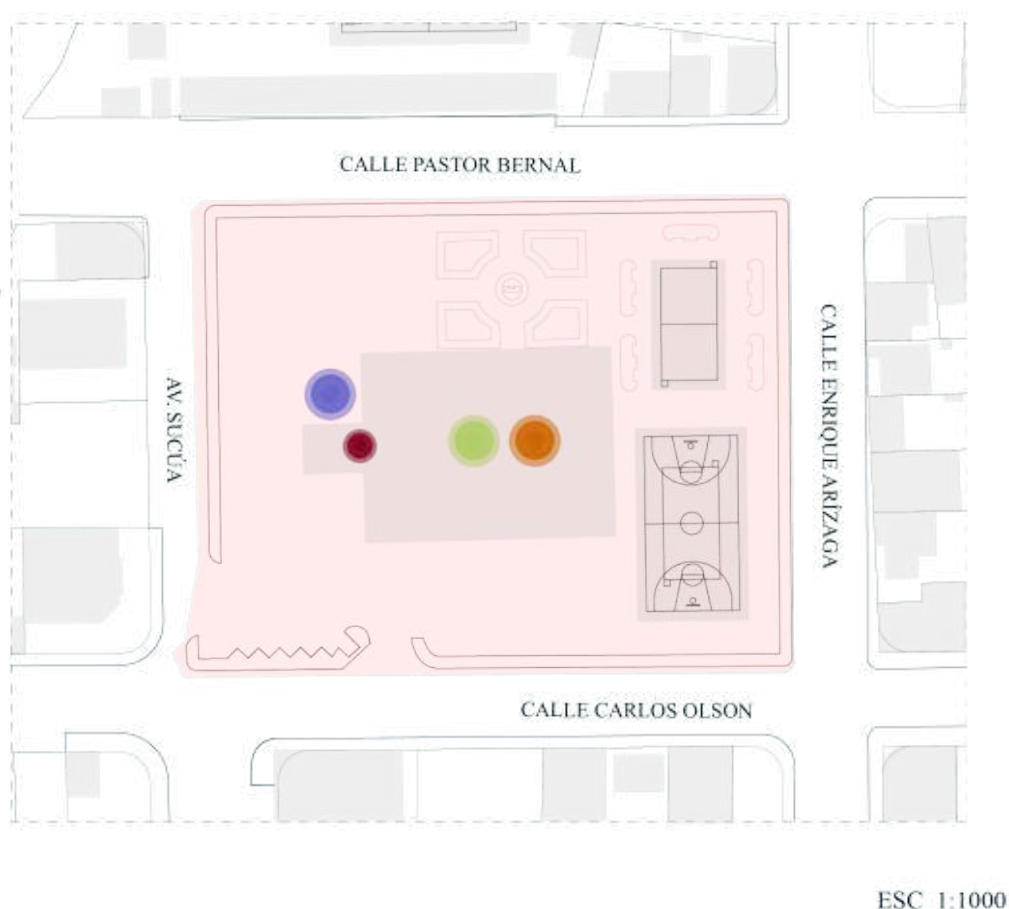 CALLE PASTOR BERNAL
AV. SUCÚA
CALLE ENRIQUE ARÍZAGA
CALLE CARLOS OLSON
ESC 1:1000